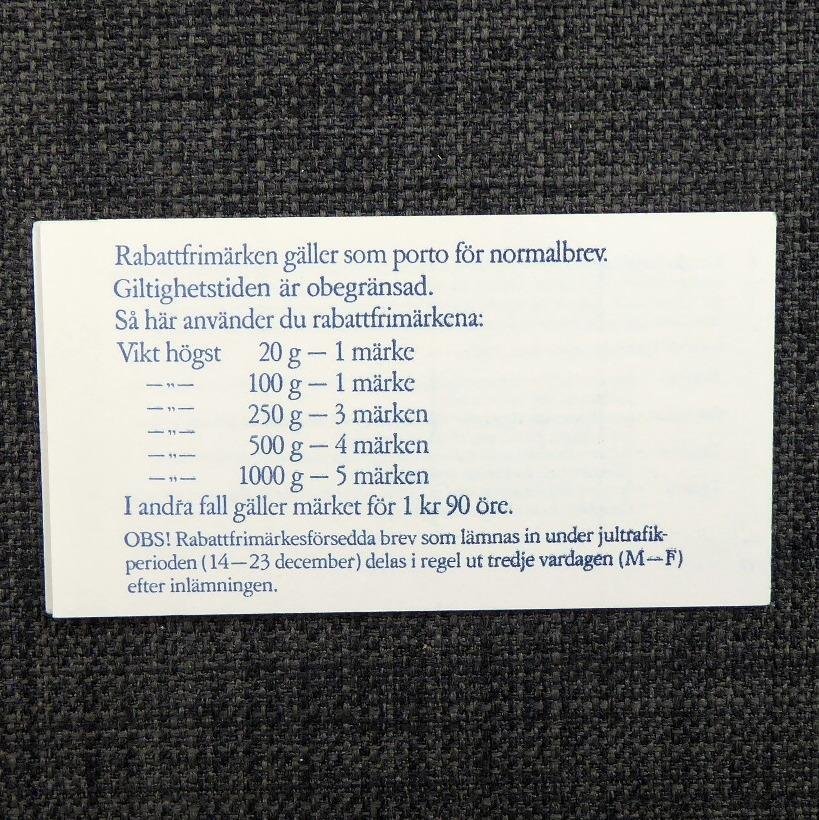 Rabattfrimärken gäller som porto för normalbrev.
Giltighetstiden är obegränsad.
Så här använder du rabattfrimärkena:
Vikt högst 20 g — 1 märke
—„— 100 g — 1 märke
—„— 250 g — 3 märken
—„— 500 g — 4 märken
—„— 1000 g — 5 märken
I andra fall gäller märket för 1 kr 90 öre.
OBS! Rabattfrimärkesförsedda brev som lämnas in under jultrafik-
perioden (14—23 december) delas i regel ut tredje vardagen (M—F)
efter inlämningen.